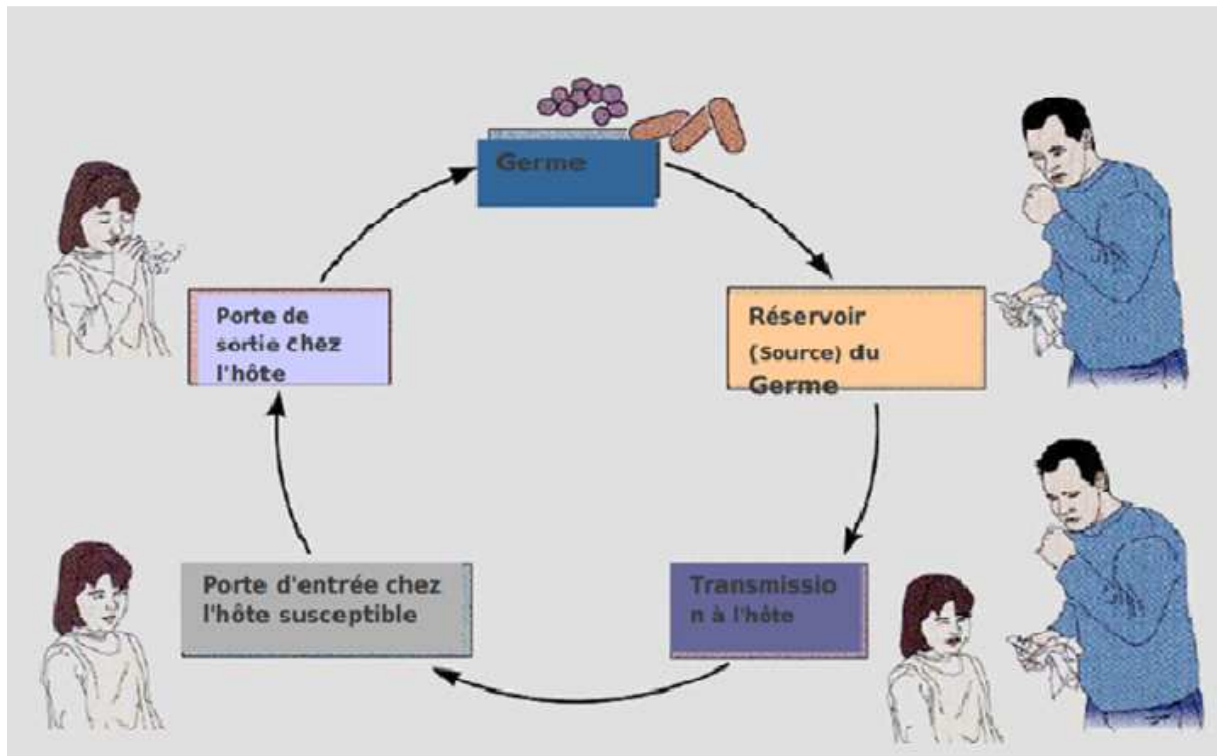 Germe
Réservoir
(Source) du
Germe
Transmissio
n à l'hôte
Porte d'entrée chez
l'hôte susceptible
Porte de
sortie chez
l'hôte